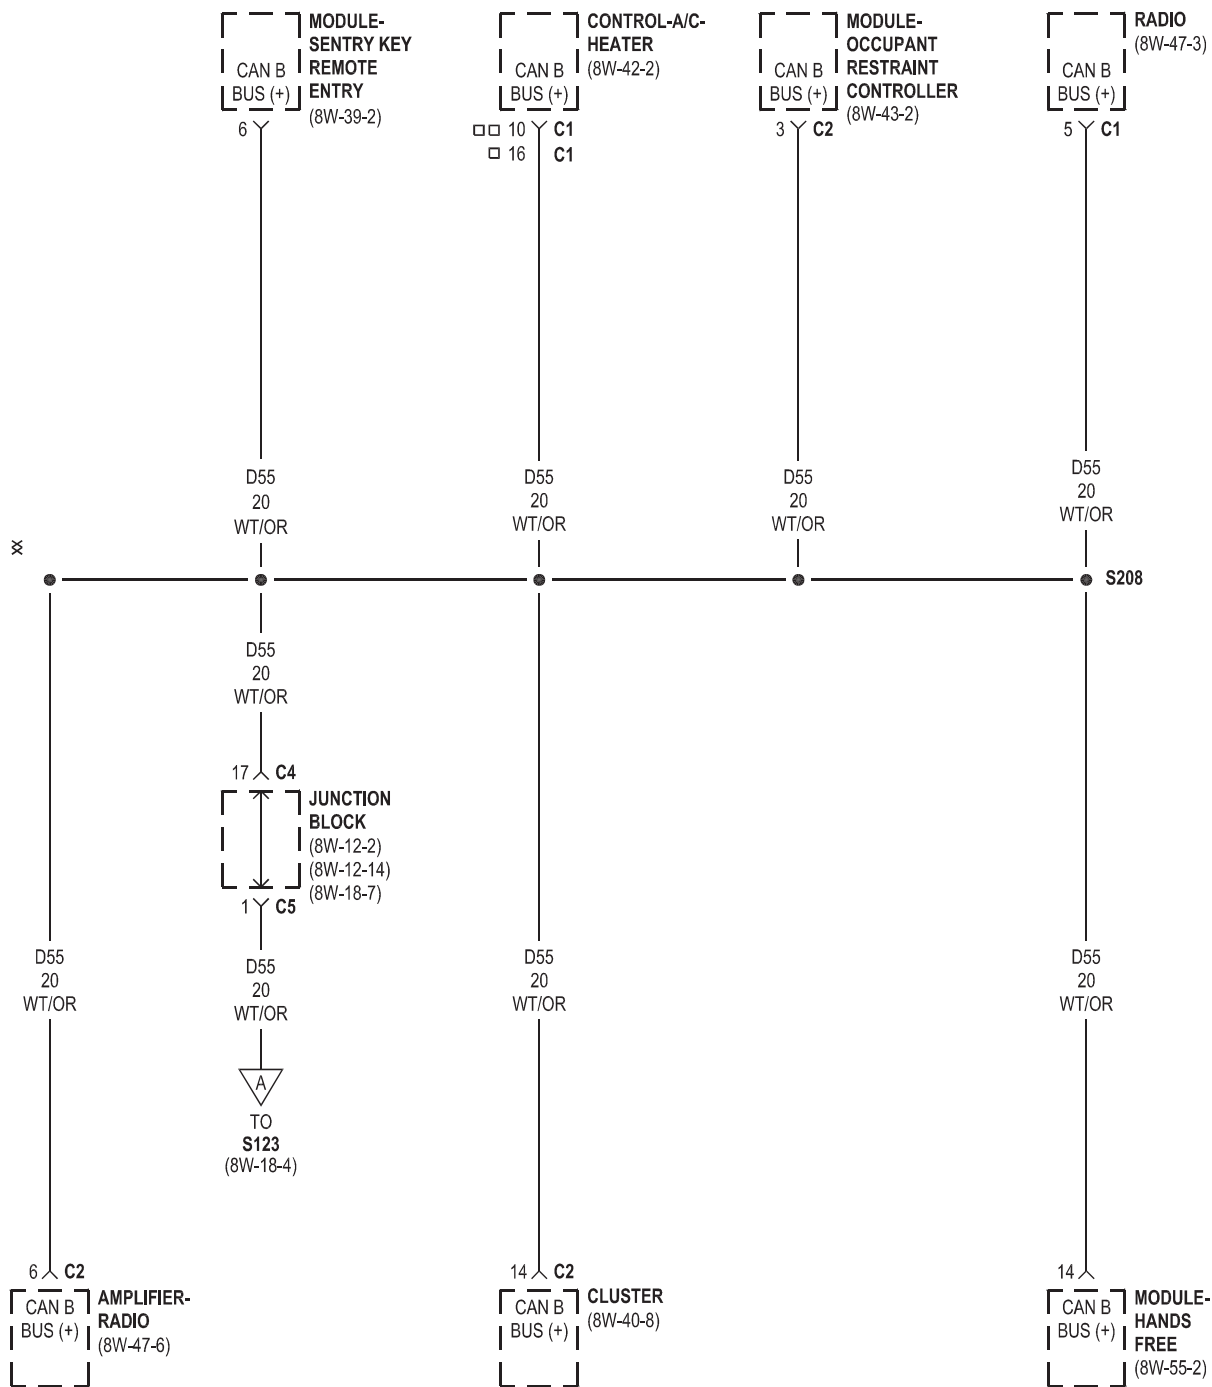 MODULE-
SENTRY KEY
REMOTE
ENTRY
(8W-39-2)
CAN B
BUS (+)
6
CONTROL-A/C-
HEATER
(8W-42-2)
CAN B
BUS (+)
10 C1
16 C1
MODULE-
OCCUPANT
RESTRAINT
CONTROLLER
(8W-43-2)
CAN B
BUS (+)
3 C2
RADIO
(8W-47-3)
CAN B
BUS (+)
5 C1
D55
20
WT/OR
D55
20
WT/OR
D55
20
WT/OR
D55
20
WT/OR
XX
S208
D55
20
WT/OR
17 C4
JUNCTION
BLOCK
(8W-12-2)
(8W-12-14)
(8W-18-7)
1 C5
D55
20
WT/OR
D55
20
WT/OR
D55
20
WT/OR
D55
20
WT/OR
A
TO
S123
(8W-18-4)
6 C2
CAN B
BUS (+)
AMPLIFIER-
RADIO
(8W-47-6)
14 C2
CAN B
BUS (+)
CLUSTER
(8W-40-8)
14
CAN B
BUS (+)
MODULE-
HANDS
FREE
(8W-55-2)